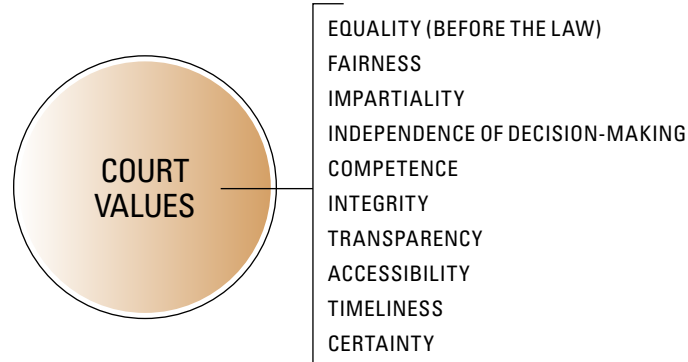 COURT
VALUES
EQUALITY (BEFORE THE LAW)
FAIRNESS
IMPARTIALITY
INDEPENDENCE OF DECISION-MAKING
COMPETENCE
INTEGRITY
TRANSPARENCY
ACCESSIBILITY
TIMELINESS
CERTAINTY